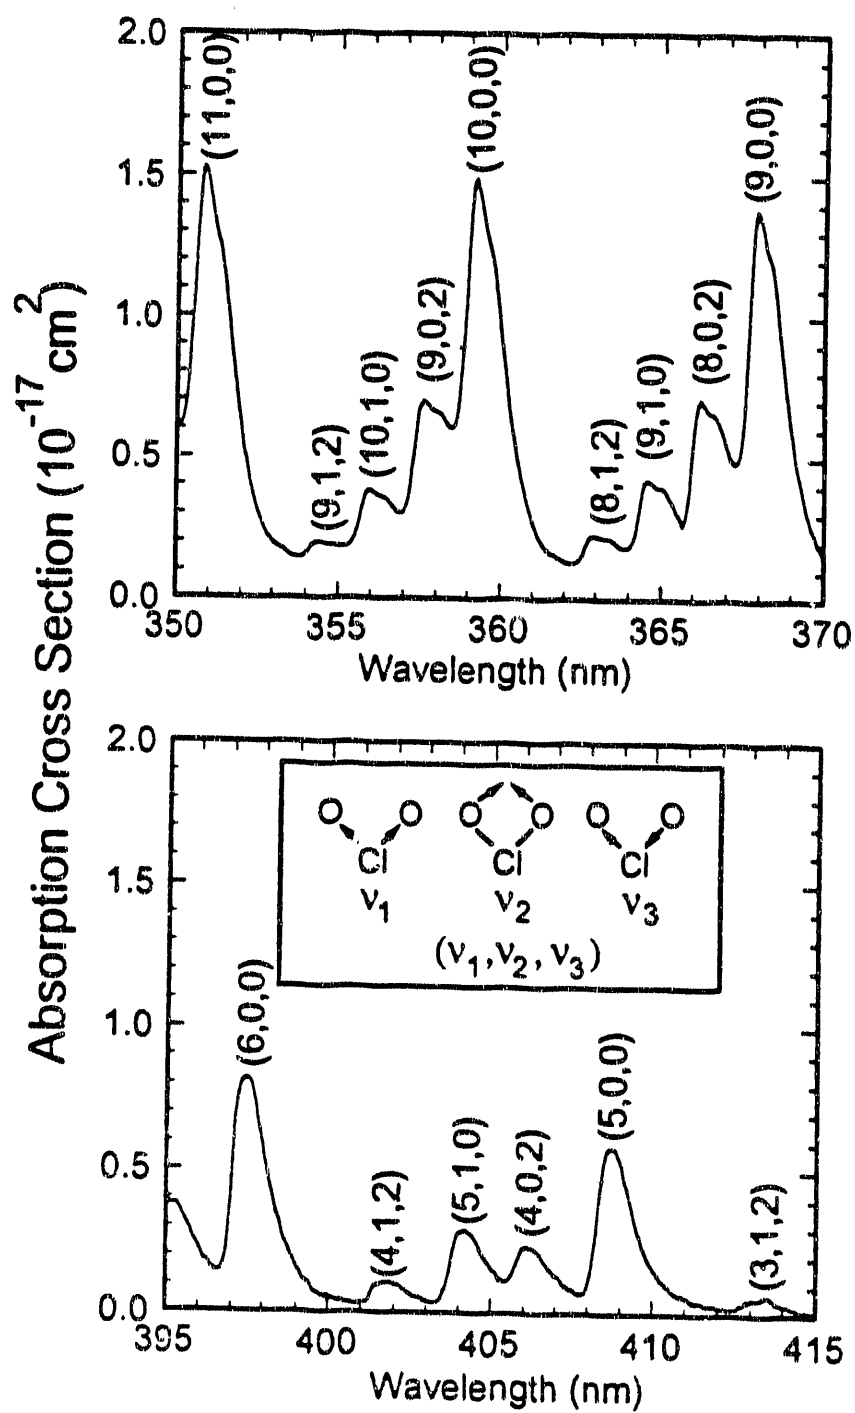 Absorption Cross Section (10⁻¹⁷ cm²)
2.0
1.5
1.0
0.5
0.0
(11,0,0)
(9,1,2)
(10,1,0)
(9,0,2)
(10,0,0)
(8,1,2)
(9,1,0)
(8,0,2)
(9,0,0)
350 355 360 365 370
Wavelength (nm)
2.0
1.5
1.0
0.5
0.0
O O O O O O
Cl Cl Cl
ν₁ ν₂ ν₃
(ν₁,ν₂,ν₃)
(6,0,0)
(4,1,2)
(5,1,0)
(4,0,2)
(5,0,0)
(3,1,2)
395 400 405 410 415
Wavelength (nm)